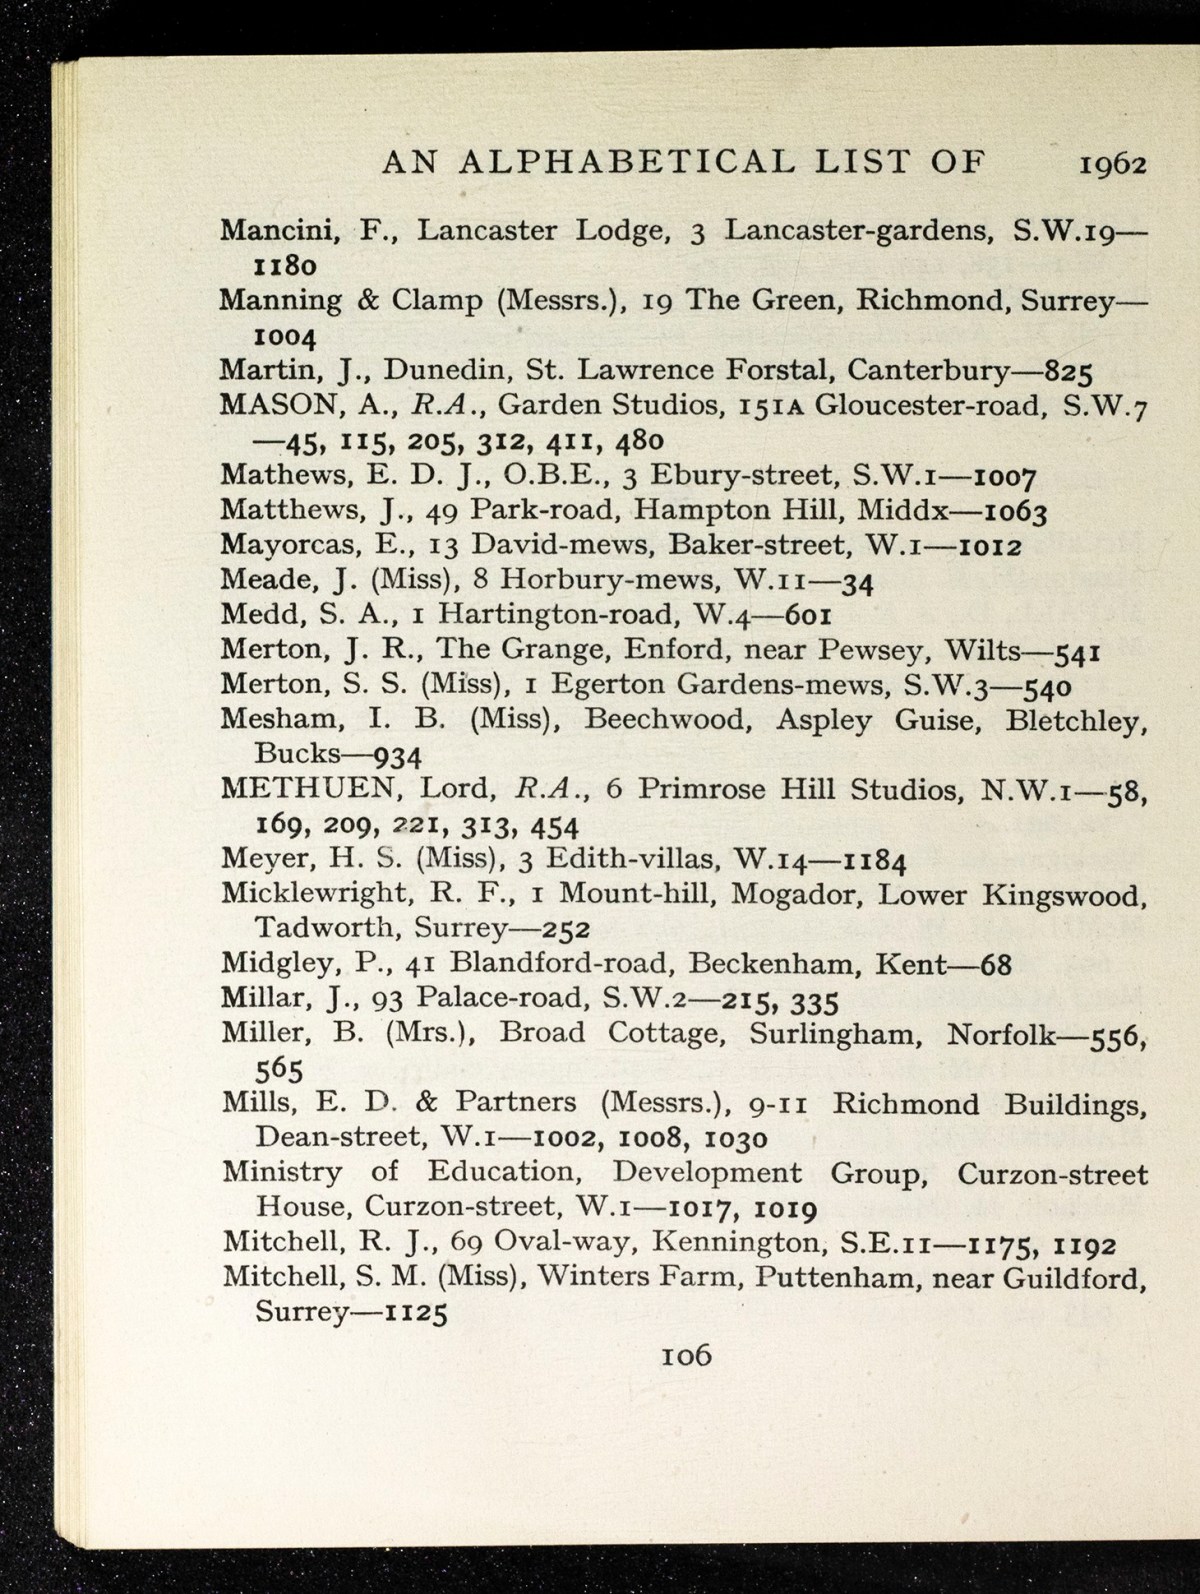 AN ALPHABETICAL LIST OF 1962
Mancini, F., Lancaster Lodge, 3 Lancaster-gardens, S.W.19—
1180
Manning & Clamp (Messrs.), 19 The Green, Richmond, Surrey—
1004
Martin, J., Dunedin, St. Lawrence Forstal, Canterbury—825
MASON, A., R.A., Garden Studios, 151A Gloucester-road, S.W.7
—45, 115, 205, 312, 411, 480
Mathews, E. D. J., O.B.E., 3 Ebury-street, S.W.1—1007
Matthews, J., 49 Park-road, Hampton Hill, Middx—1063
Mayorcas, E., 13 David-mews, Baker-street, W.1—1012
Meade, J. (Miss), 8 Horbury-mews, W.11—34
Medd, S. A., 1 Hartington-road, W.4—601
Merton, J. R., The Grange, Enford, near Pewsey, Wilts—541
Merton, S. S. (Miss), 1 Egerton Gardens-mews, S.W.3—540
Mesham, I. B. (Miss), Beechwood, Aspley Guise, Bletchley,
Bucks—934
METHUEN, Lord, R.A., 6 Primrose Hill Studios, N.W.1—58,
169, 209, 221, 313, 454
Meyer, H. S. (Miss), 3 Edith-villas, W.14—1184
Micklewright, R. F., 1 Mount-hill, Mogador, Lower Kingswood,
Tadworth, Surrey—252
Midgley, P., 41 Blandford-road, Beckenham, Kent—68
Millar, J., 93 Palace-road, S.W.2—215, 335
Miller, B. (Mrs.), Broad Cottage, Surlingham, Norfolk—556,
565
Mills, E. D. & Partners (Messrs.), 9-11 Richmond Buildings,
Dean-street, W.1—1002, 1008, 1030
Ministry of Education, Development Group, Curzon-street
House, Curzon-street, W.1—1017, 1019
Mitchell, R. J., 69 Oval-way, Kennington, S.E.11—1175, 1192
Mitchell, S. M. (Miss), Winters Farm, Puttenham, near Guildford,
Surrey—1125
106